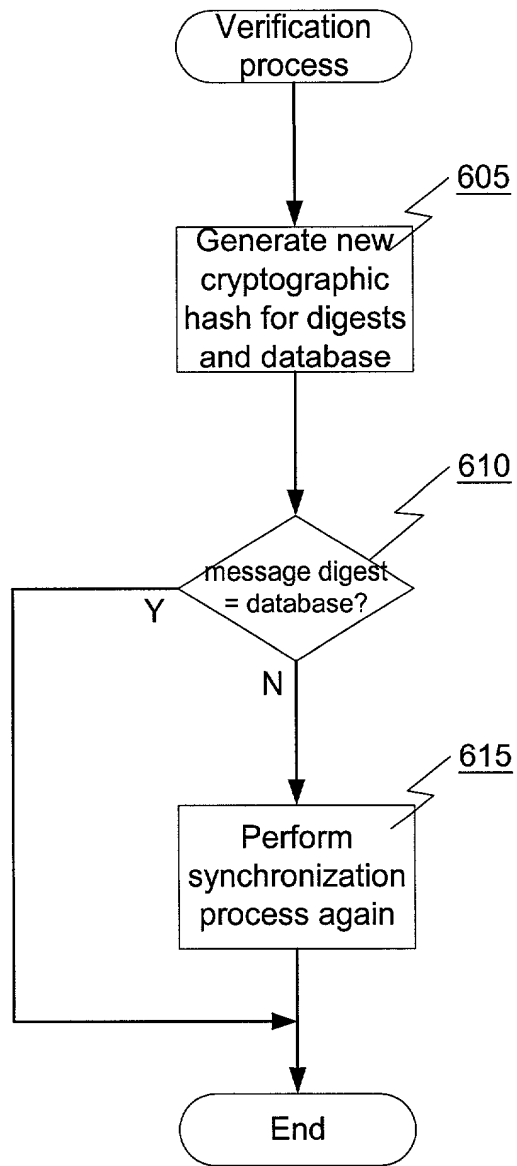 Verification
process
605
Generate new
cryptographic
hash for digests
and database
610
message digest
= database?
Y
N
615
Perform
synchronization
process again
End